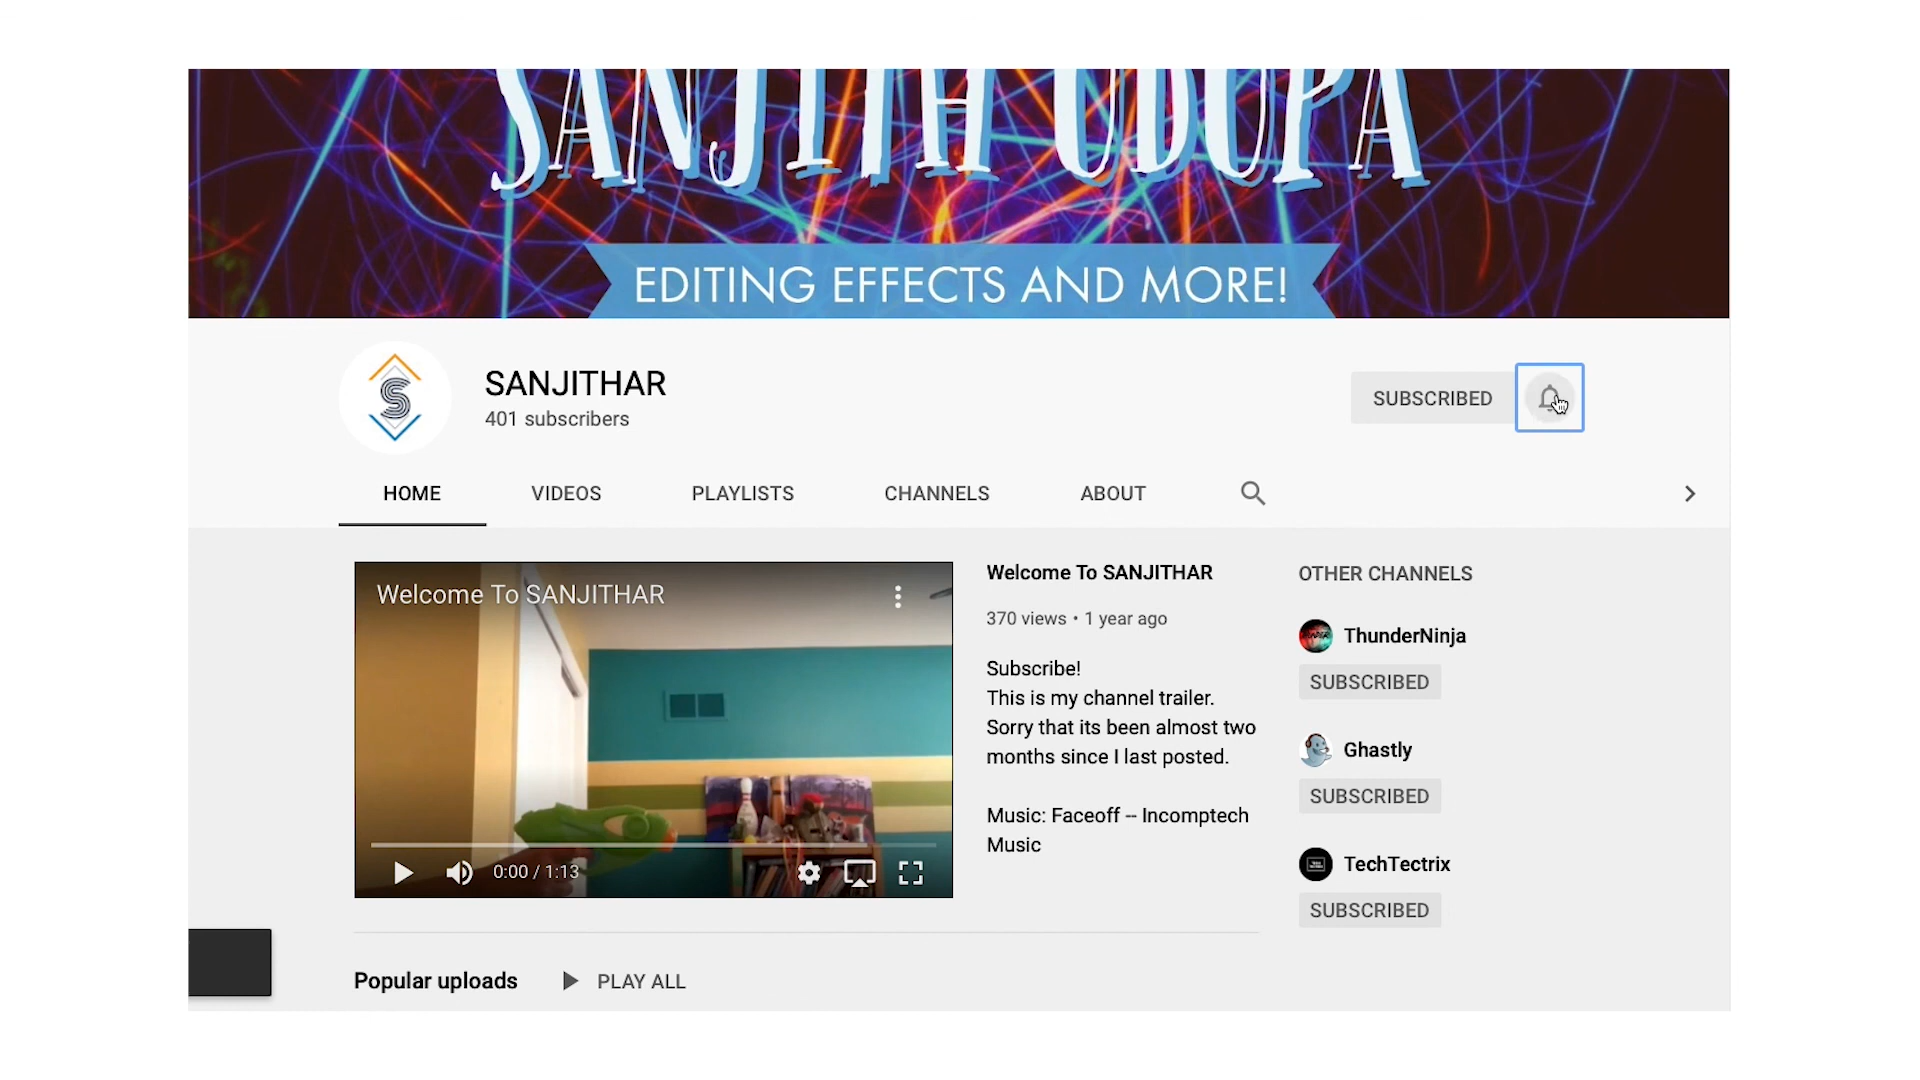 SANJITH UDUPA
EDITING EFFECTS AND MORE!
SANJITHAR
401 subscribers
SUBSCRIBED
HOME
VIDEOS
PLAYLISTS
CHANNELS
ABOUT
Welcome To SANJITHAR
0:00 / 1:13
Welcome To SANJITHAR
370 views • 1 year ago
Subscribe!
This is my channel trailer.
Sorry that its been almost two
months since I last posted.
Music: Faceoff -- Incomptech
Music
OTHER CHANNELS
ThunderNinja
SUBSCRIBED
Ghastly
SUBSCRIBED
TechTectrix
SUBSCRIBED
Popular uploads
PLAY ALL